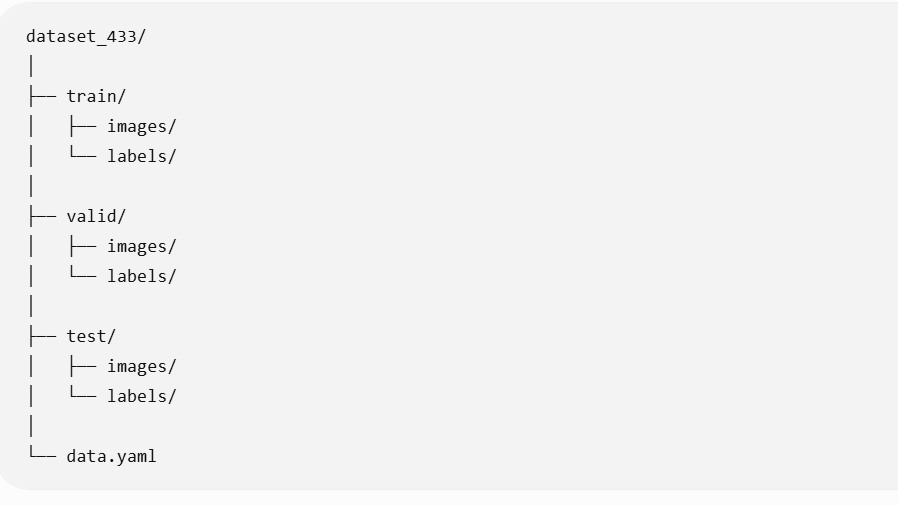 dataset_433/
│
├── train/
│   ├── images/
│   └── labels/
│
├── valid/
│   ├── images/
│   └── labels/
│
├── test/
│   ├── images/
│   └── labels/
│
└── data.yaml